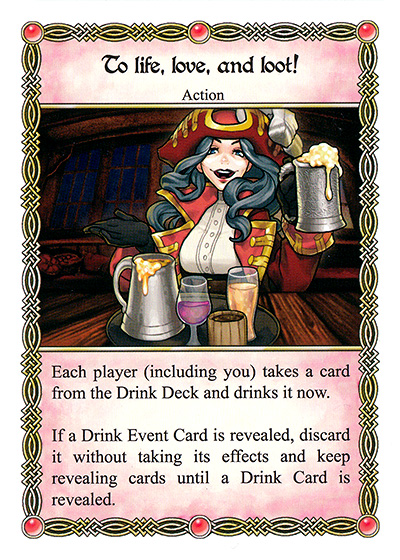 To life, love, and loot!
Action
Each player (including you) takes a card
from the Drink Deck and drinks it now.
If a Drink Event Card is revealed, discard
it without taking its effects and keep
revealing cards until a Drink Card is
revealed.